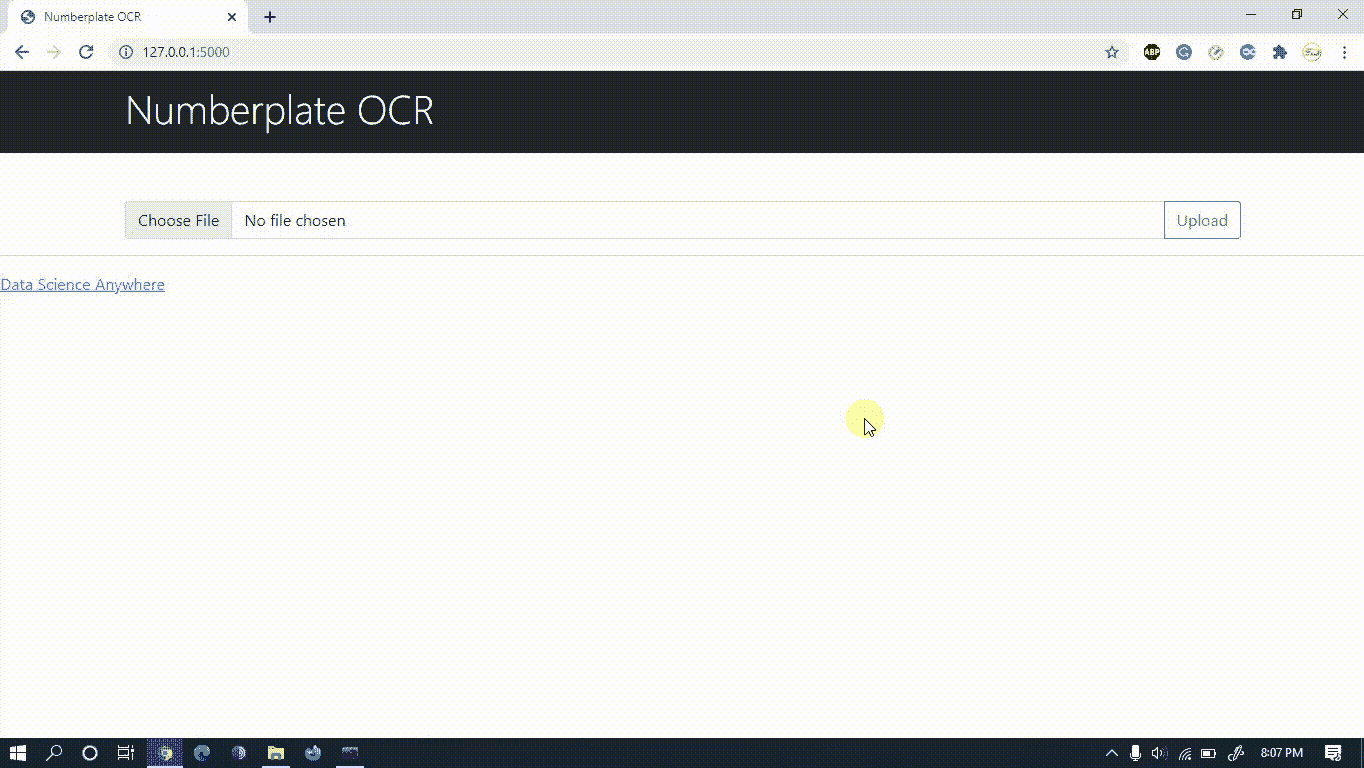 Numberplate OCR
127.0.0.1:5000
ABP
Numberplate OCR
Choose File No file chosen Upload
Data Science Anywhere
8:07 PM